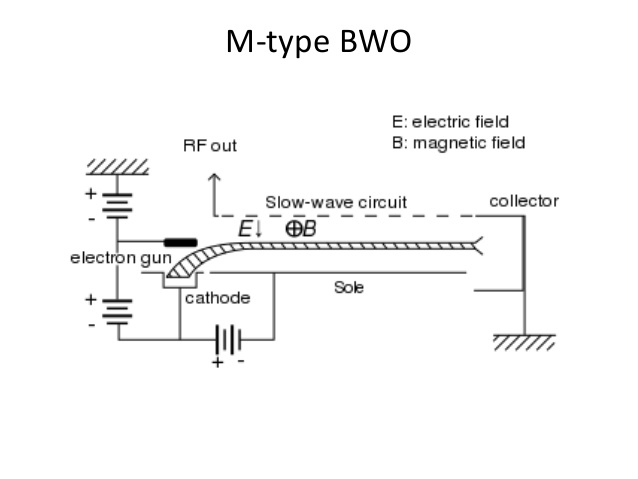 M-type BWO
E: electric field
B: magnetic field
RF out
Slow-wave circuit
collector
+
-
E↓ ⊕B
electron gun
cathode
Sole
+
-
+ -